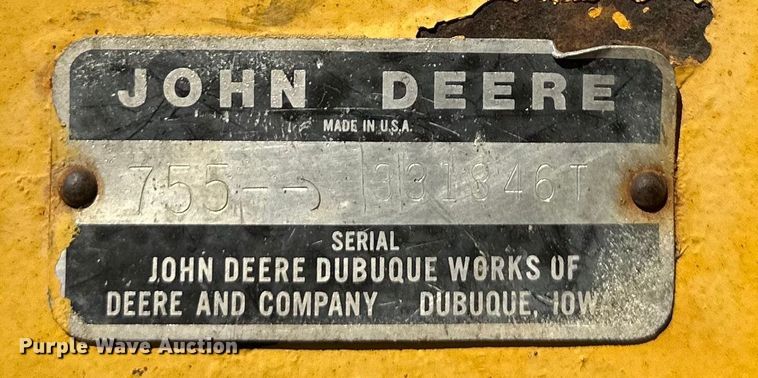 JOHN DEERE
MADE IN U.S.A.
755-- 331846T
SERIAL
JOHN DEERE DUBUQUE WORKS OF
DEERE AND COMPANY DUBUQUE, IOW
Purple Wave Auction